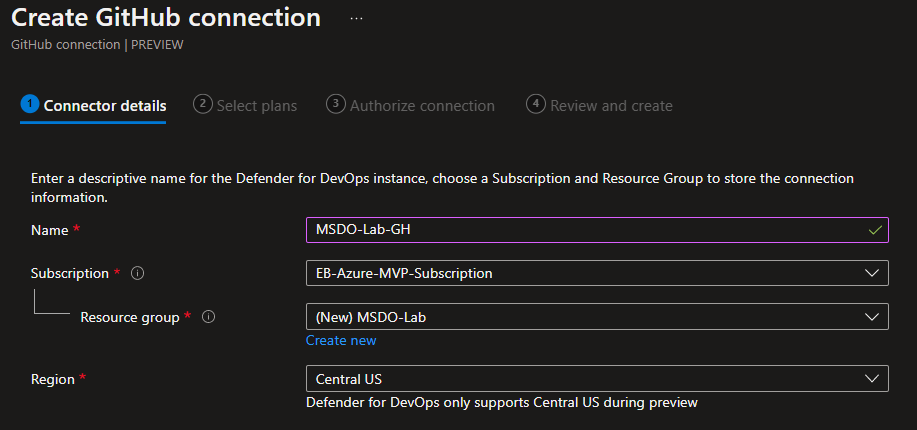 Create GitHub connection ...
GitHub connection | PREVIEW
1 Connector details 2 Select plans 3 Authorize connection 4 Review and create
Enter a descriptive name for the Defender for DevOps instance, choose a Subscription and Resource Group to store the connection
information.
Name * MSDO-Lab-GH
Subscription * EB-Azure-MVP-Subscription
Resource group * (New) MSDO-Lab
Create new
Region * Central US
Defender for DevOps only supports Central US during preview